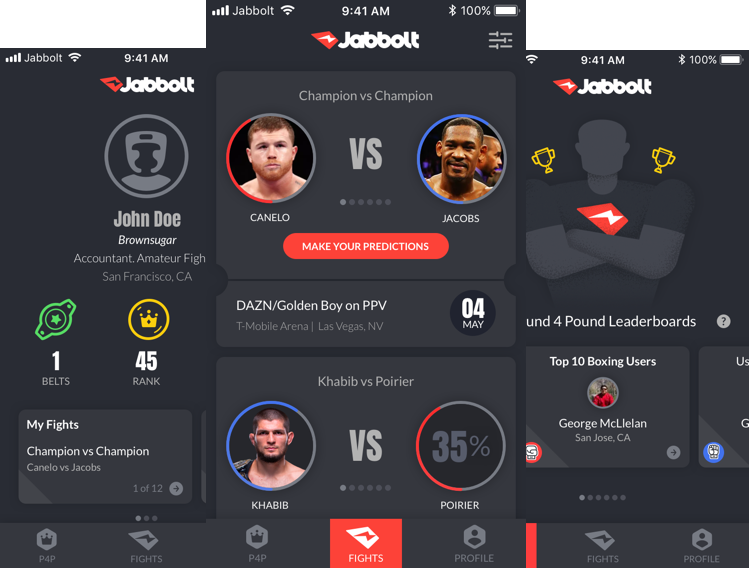 Jabbolt
9:41 AM
Jabbolt
John Doe
Brownsugar
Accountant. Amateur Figh
San Francisco, CA
1
BELTS
45
RANK
My Fights
Champion vs Champion
Canelo vs Jacobs
1 of 12
P4P
FIGHTS
Jabbolt
9:41 AM
100%
Jabbolt
Champion vs Champion
VS
CANELO
JACOBS
MAKE YOUR PREDICTIONS
DAZN/Golden Boy on PPV
T-Mobile Arena | Las Vegas, NV
04
MAY
Khabib vs Poirier
VS
35%
KHABIB
POIRIER
P4P
FIGHTS
PROFILE
9:41 AM
100%
Jabbolt
und 4 Pound Leaderboards
?
Top 10 Boxing Users
George McLlelan
San Jose, CA
Us
G
FIGHTS
PROFILE